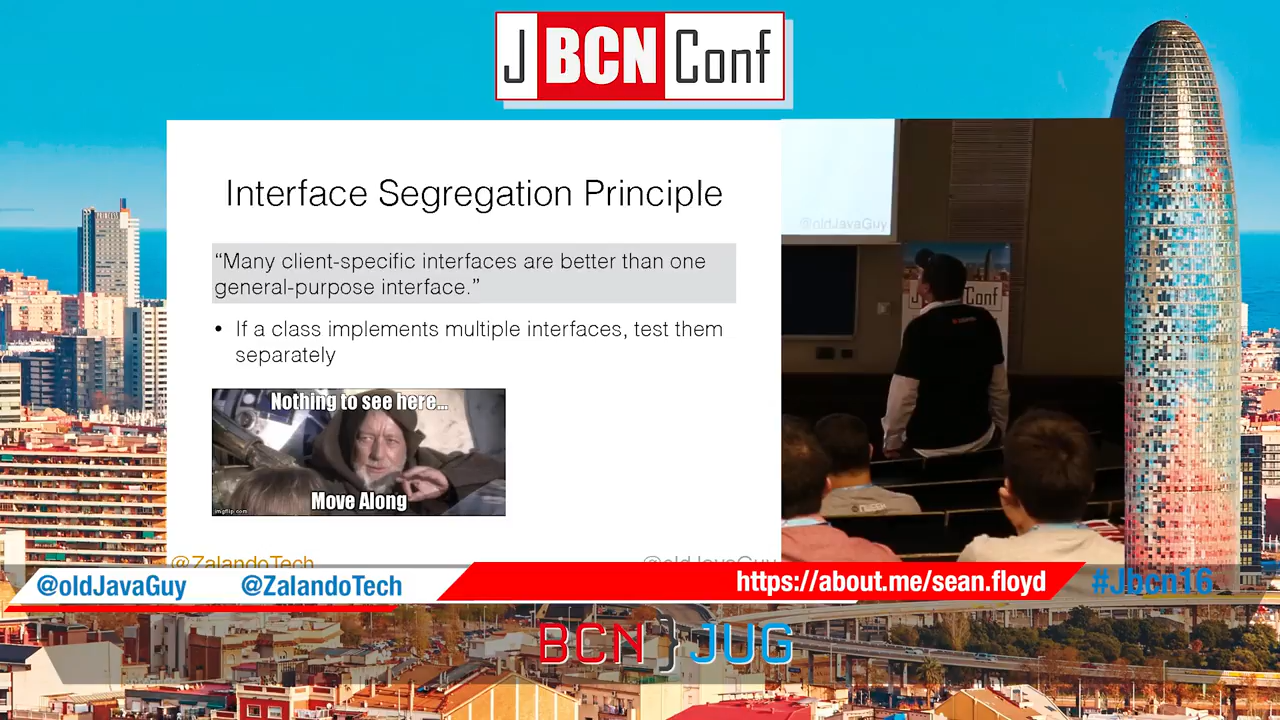 J BCN Conf
Interface Segregation Principle
“Many client-specific interfaces are better than one
general-purpose interface.”
• If a class implements multiple interfaces, test them
separately
Nothing to see here...
Move Along
imgflip.com
@ZalandoTech
@oldJavaGuy
@oldJavaGuy
J Conf
@oldJavaGuy
@ZalandoTech
https://about.me/sean.floyd
#Jbcn16
BCN } JUG